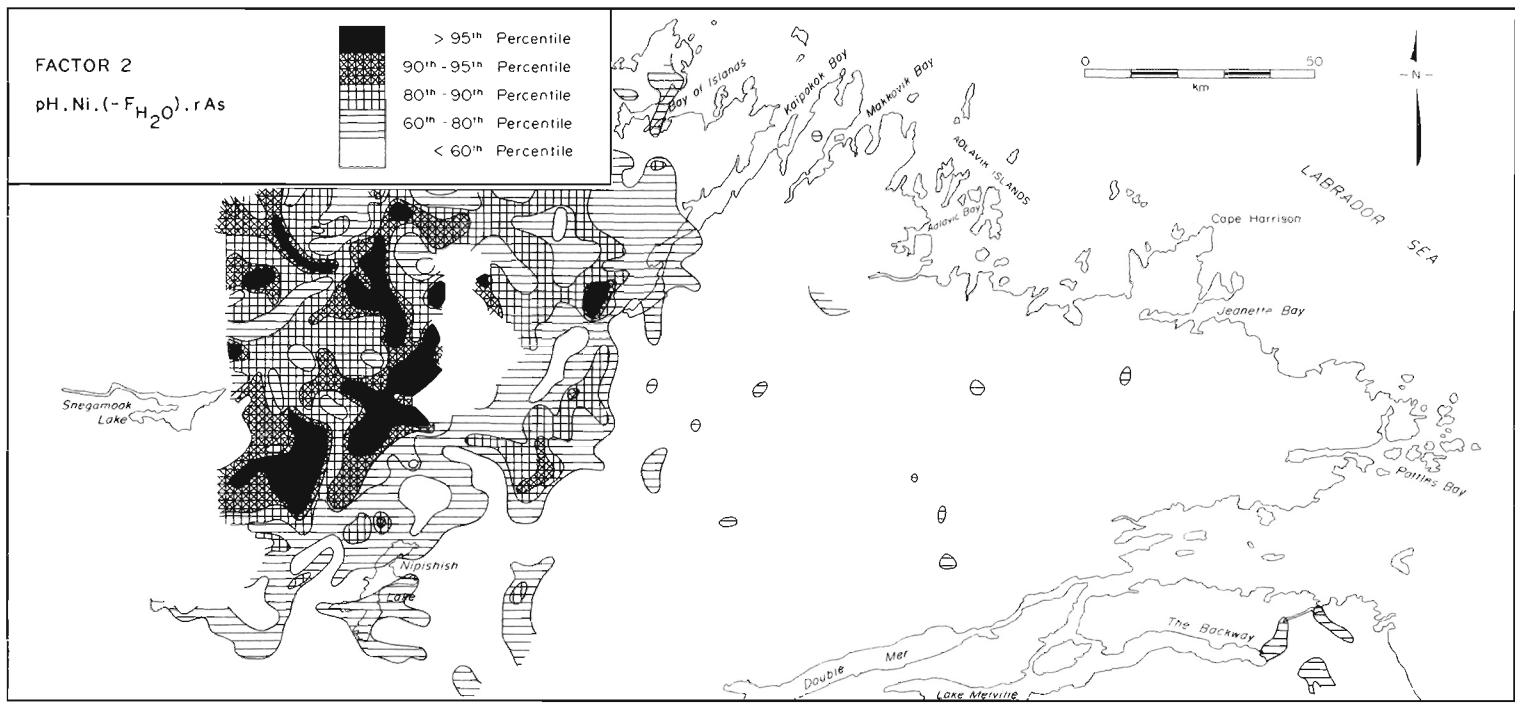 FACTOR 2
pH.Ni.(-F_H₂O).rAs
> 95th Percentile
90th - 95th Percentile
80th - 90th Percentile
60th - 80th Percentile
< 60th Percentile
Bay of Islands
Kaipokok Bay
Makkovik Bay
0 50
km
- N -
ADLAVIK ISLANDS
Adlavic Bay
LABRADOR
SEA
Cape Harrison
Jeanette Bay
Snegamook
Lake
Pottles Bay
Nipishish
Lake
The Backway
Double Mer
Lake Melville